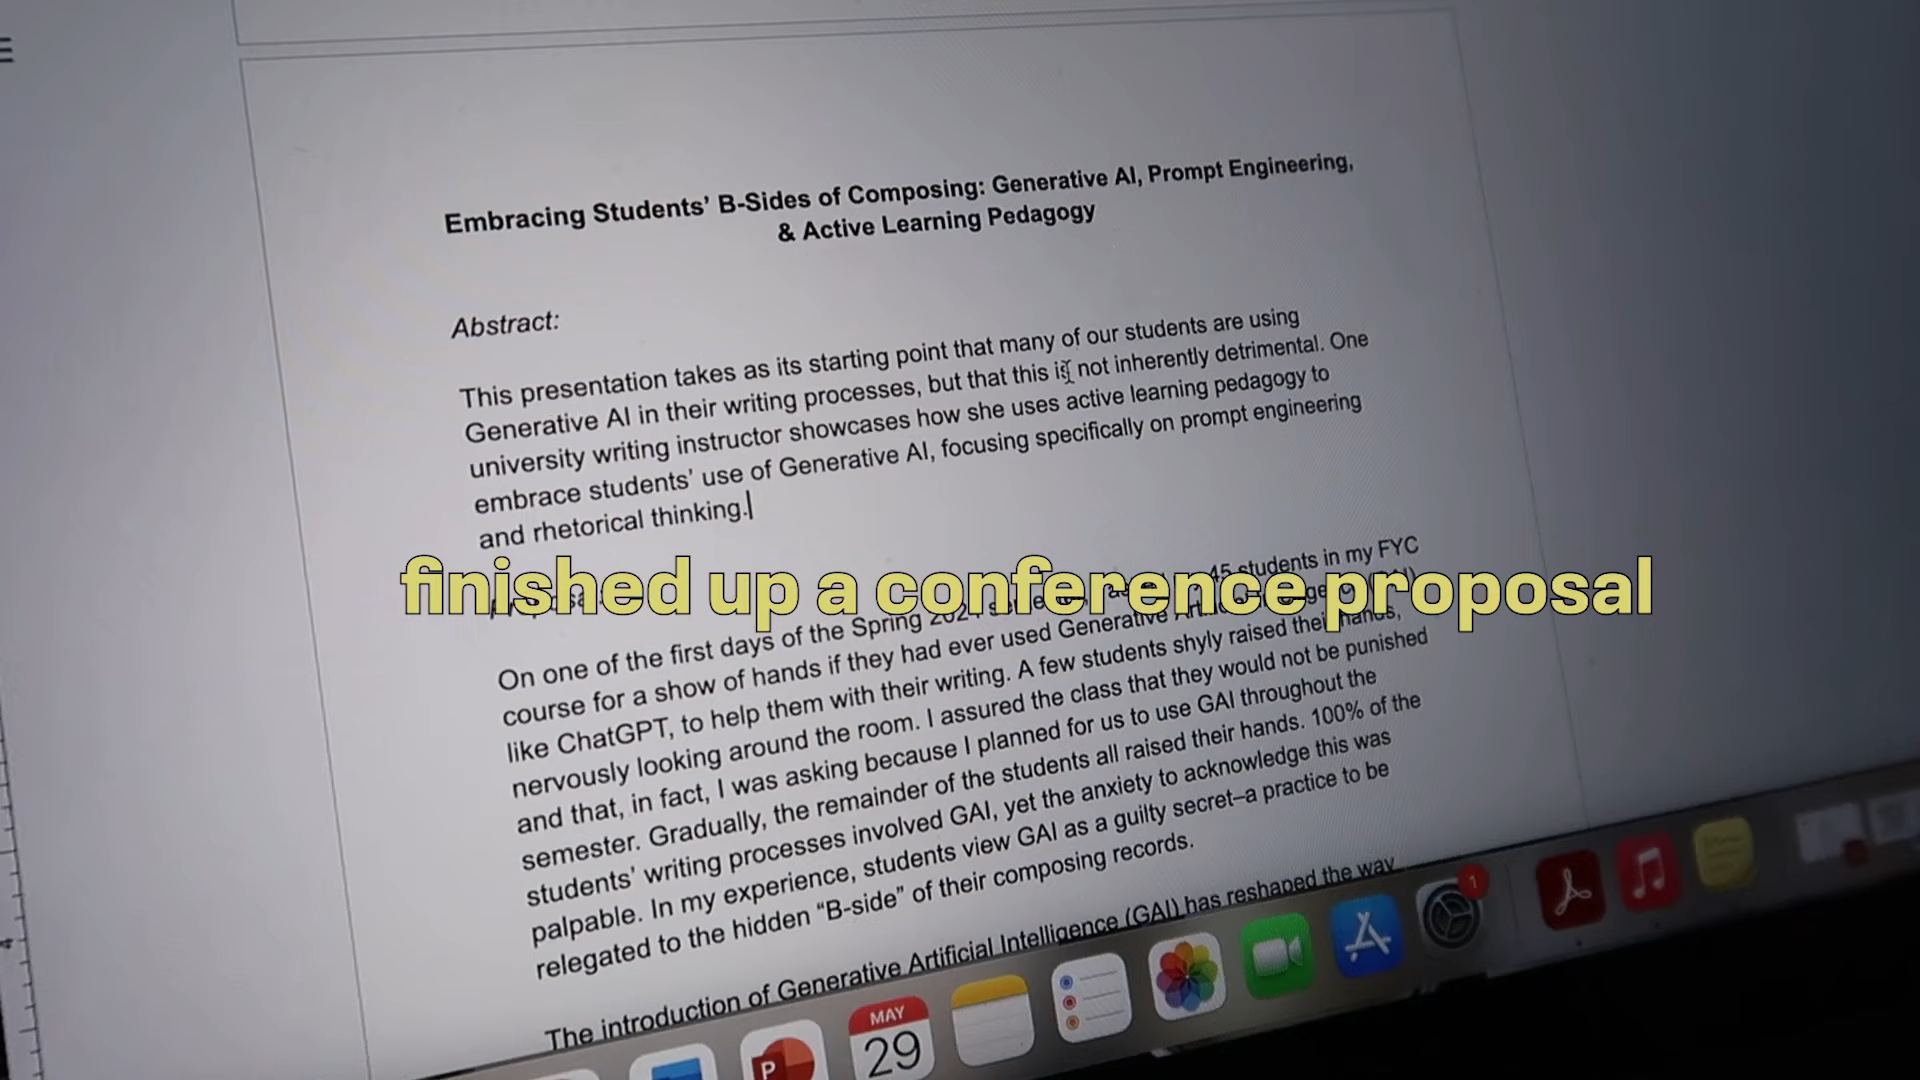 Embracing Students' B-Sides of Composing: Generative AI, Prompt Engineering,
& Active Learning Pedagogy
Abstract:
This presentation takes as its starting point that many of our students are using
Generative AI in their writing processes, but that this is not inherently detrimental. One
university writing instructor showcases how she uses active learning pedagogy to
embrace students' use of Generative AI, focusing specifically on prompt engineering
and rhetorical thinking.
finished up a conference proposal
On one of the first days of the Spring 45 students in my FYC
course for a show of hands if they had ever used Generative
like ChatGPT, to help them with their writing. A few students shyly raised their hands,
nervously looking around the room. I assured the class that they would not be punished
and that, in fact, I was asking because I planned for us to use GAI throughout the
semester. Gradually, the remainder of the students all raised their hands. 100% of the
students' writing processes involved GAI, yet the anxiety to acknowledge this was
palpable. In my experience, students view GAI as a guilty secret–a practice to be
relegated to the hidden “B-side” of their composing records.
The introduction of Generative Artificial Intelligence (GAI) has reshaped the way
MAY
29
P
1